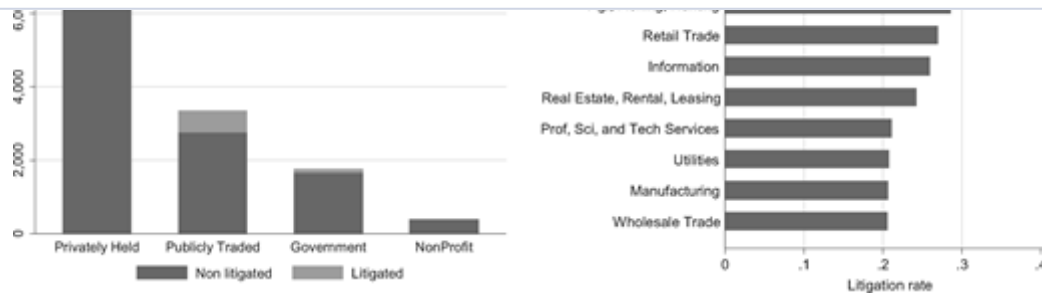 4,000
2,000
0
Privately Held Publicly Traded Government NonProfit
Non litigated Litigated
Retail Trade
Information
Real Estate, Rental, Leasing
Prof, Sci, and Tech Services
Utilities
Manufacturing
Wholesale Trade
0 .1 .2 .3 .4
Litigation rate